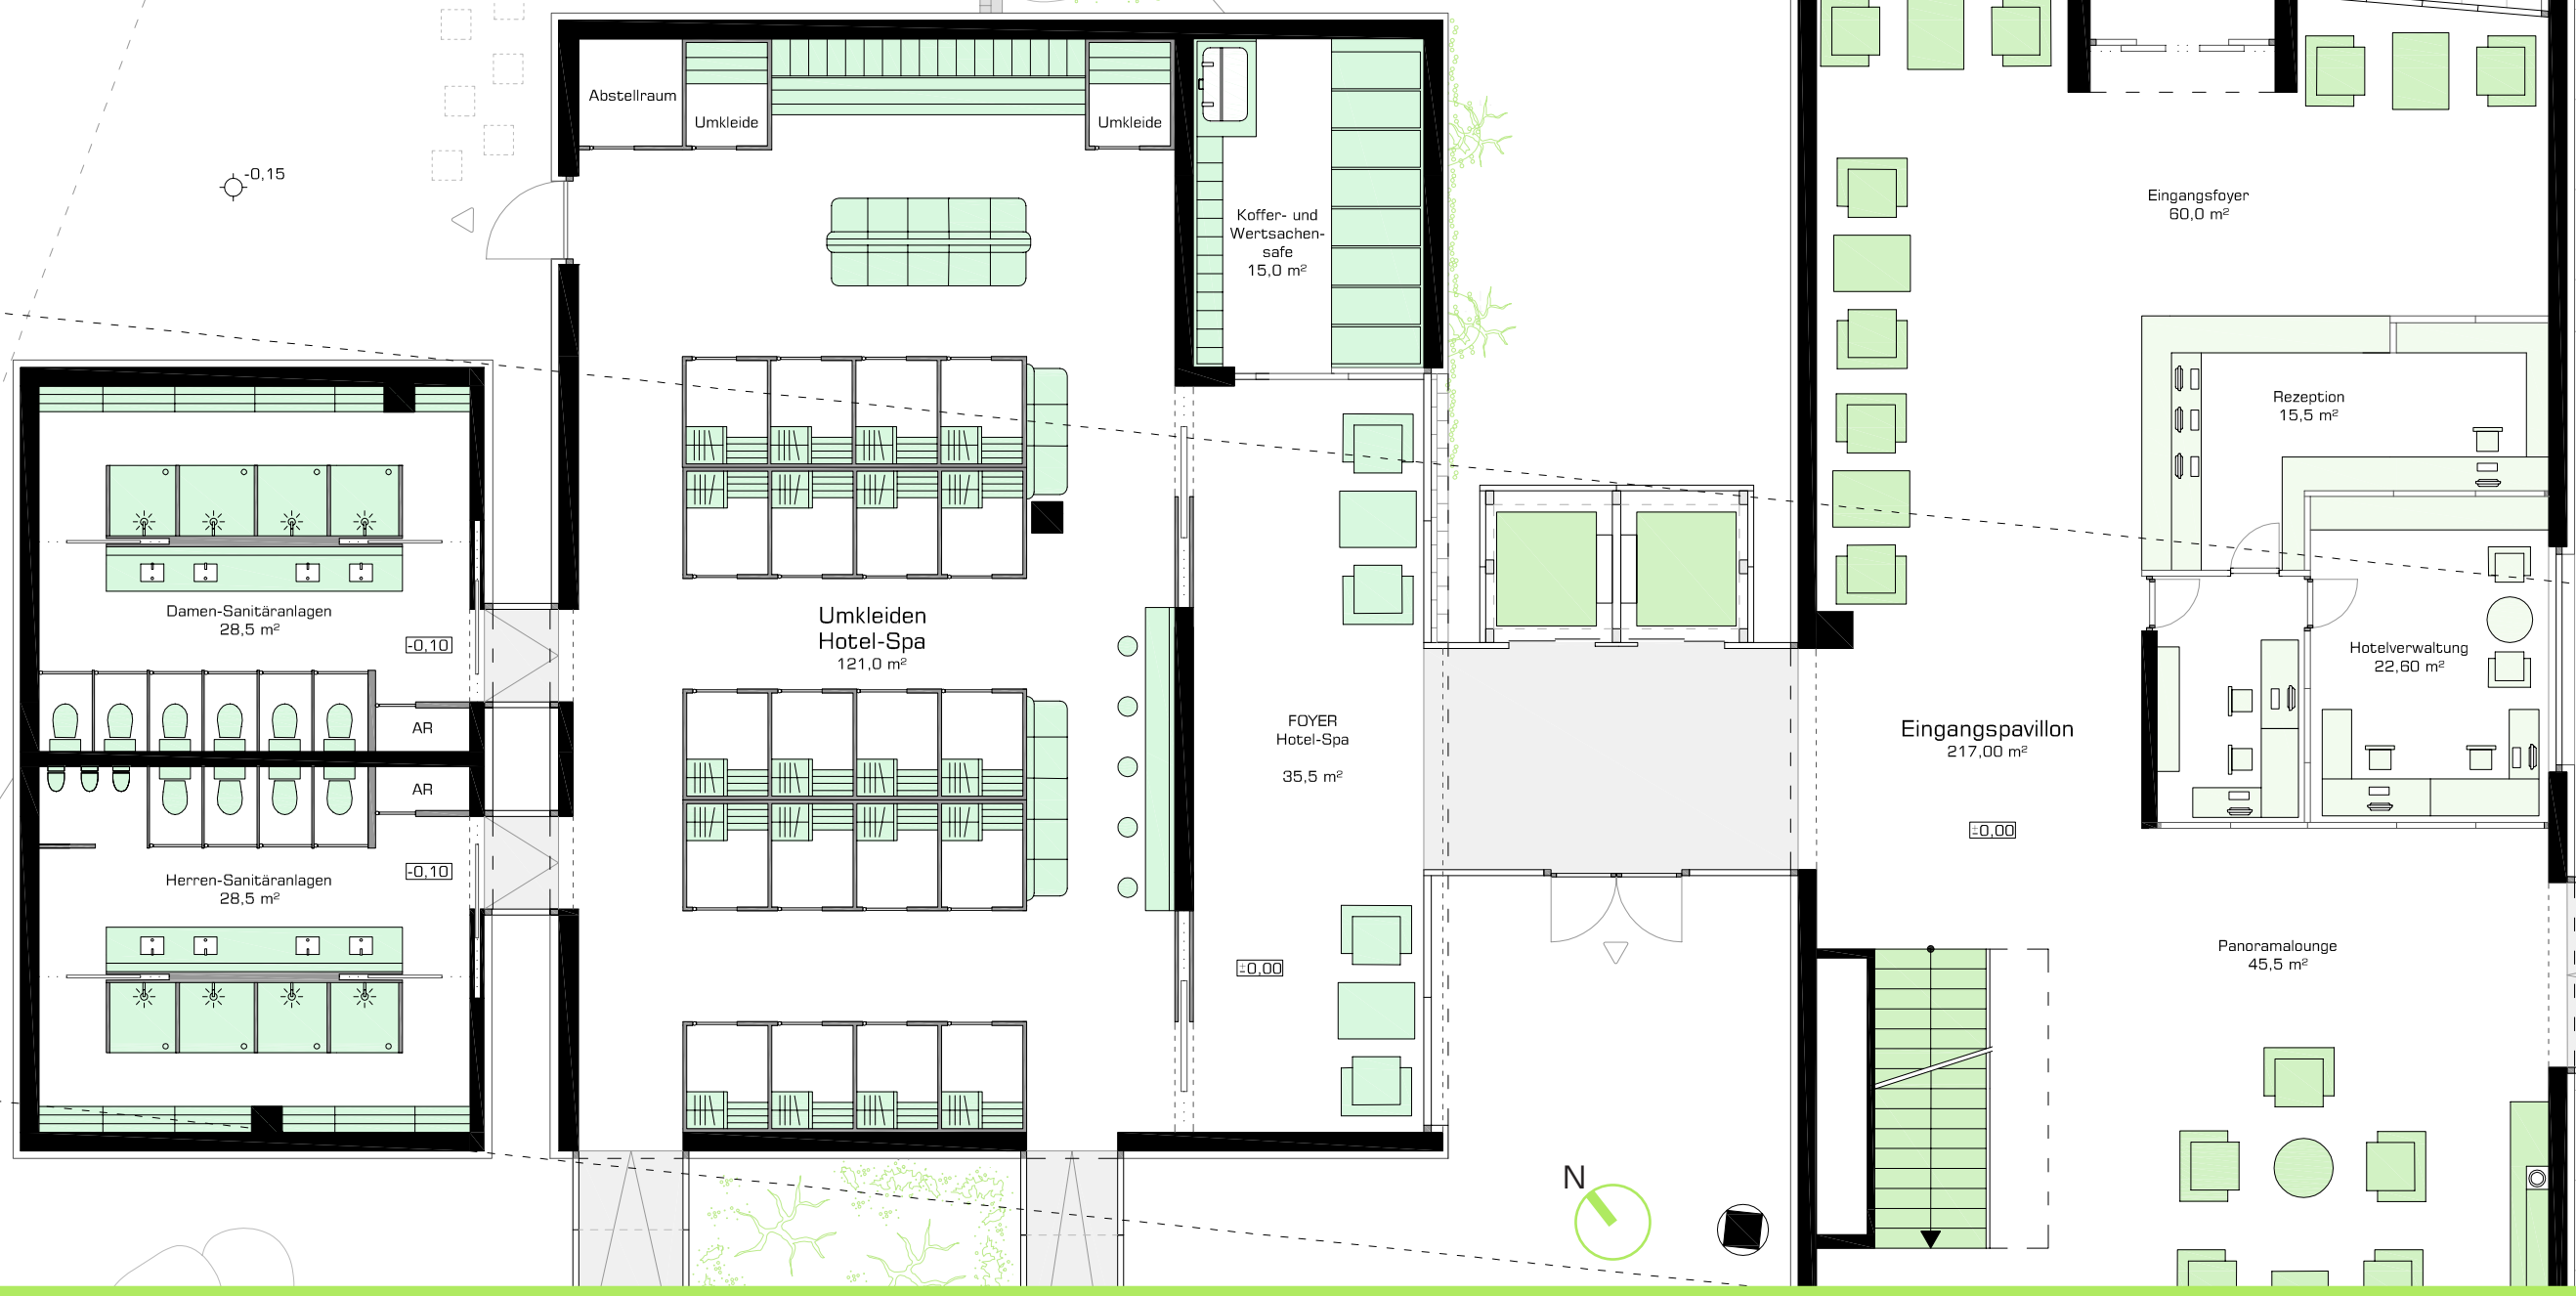 -0,15
Abstellraum
Umkleide
Umkleide
Koffer- und
Wertsachen-
safe
15,0 m²
Eingangsfoyer
60,0 m²
Rezeption
15,5 m²
Damen-Sanitäranlagen
28,5 m²
-0,10
Umkleiden
Hotel-Spa
121,0 m²
Hotelverwaltung
22,60 m²
AR
FOYER
Hotel-Spa
35,5 m²
Eingangspavillon
217,00 m²
AR
±0,00
-0,10
Herren-Sanitäranlagen
28,5 m²
±0,00
Panoramalounge
45,5 m²
N